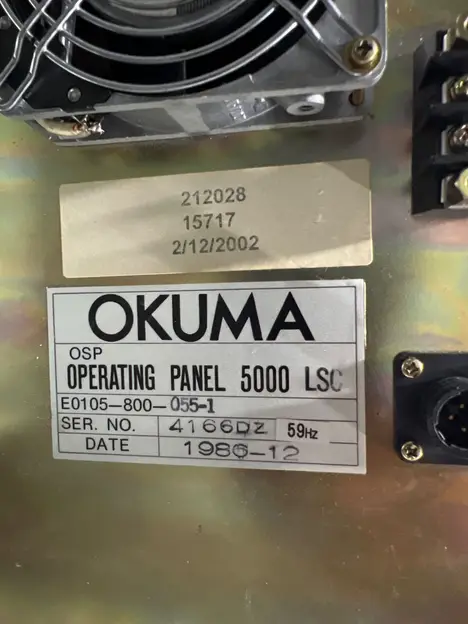 212028
15717
2/12/2002
OKUMA
OSP
OPERATING PANEL 5000 LSC
E0105-800-055-1
SER. NO. 4166DZ 59Hz
DATE 1986-12